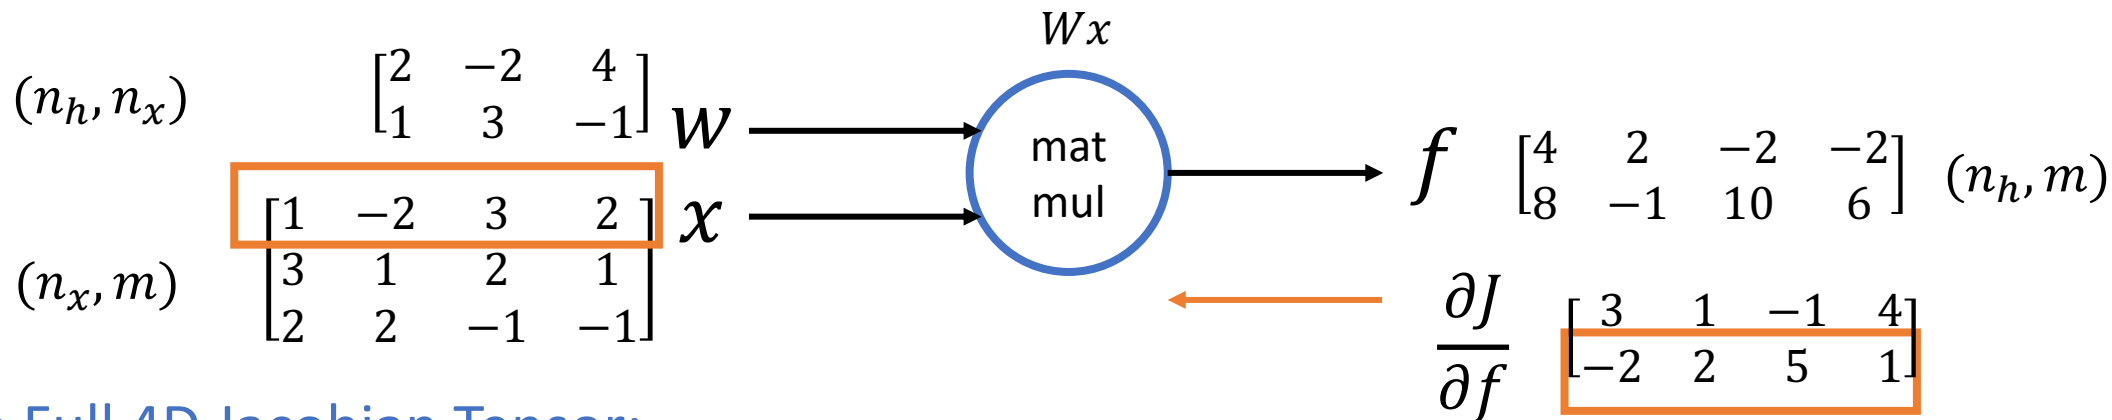 Wx
(n_h, n_x) [2 −2 4
1 3 −1] W
(n_x, m) [1 −2 3 2
3 1 2 1
2 2 −1 −1] x
mat
mul
f [4 2 −2 −2
8 −1 10 6] (n_h, m)
∂J
∂f
[3 1 −1 4
−2 2 5 1]
Full 4D Jacobian Tensor: